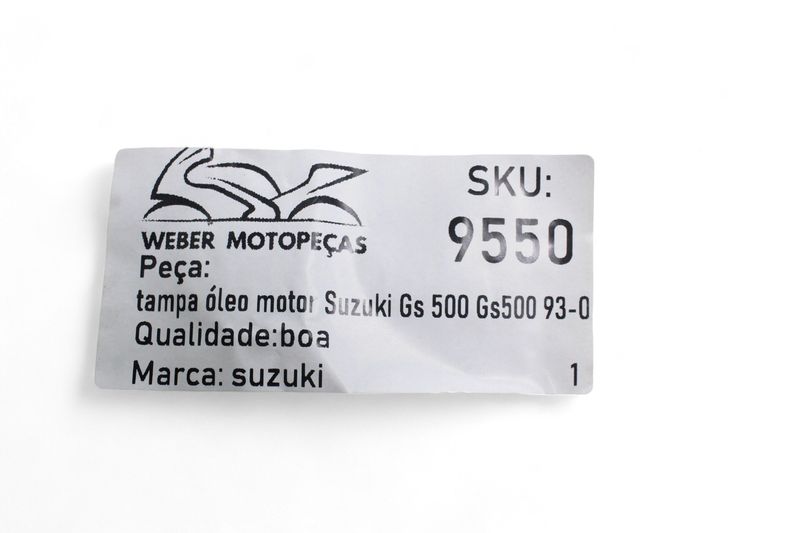 WEBER MOTOPEÇAS
SKU:
9550
Peça:
tampa óleo motor Suzuki Gs 500 Gs500 93-0
Qualidade:boa
Marca: suzuki
1